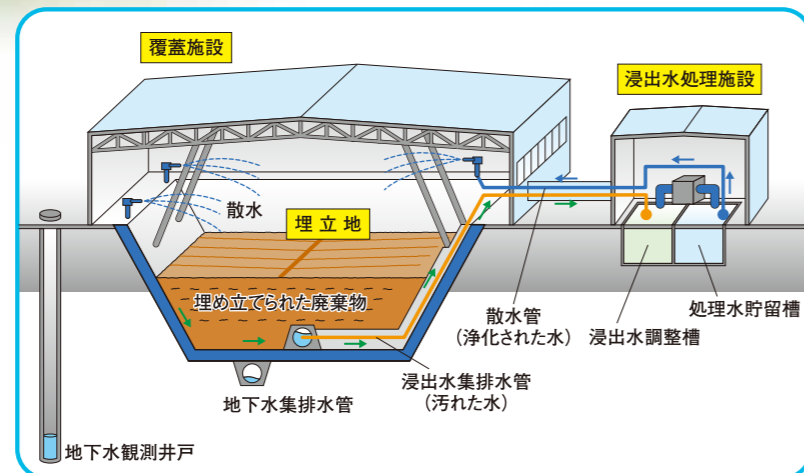 覆蓋施設
浸出水処理施設
散水
埋立地
埋め立てられた廃棄物
散水管
(浄化された水)
浸出水調整槽
処理水貯留槽
浸出水集排水管
(汚れた水)
地下水集排水管
地下水観測井戸